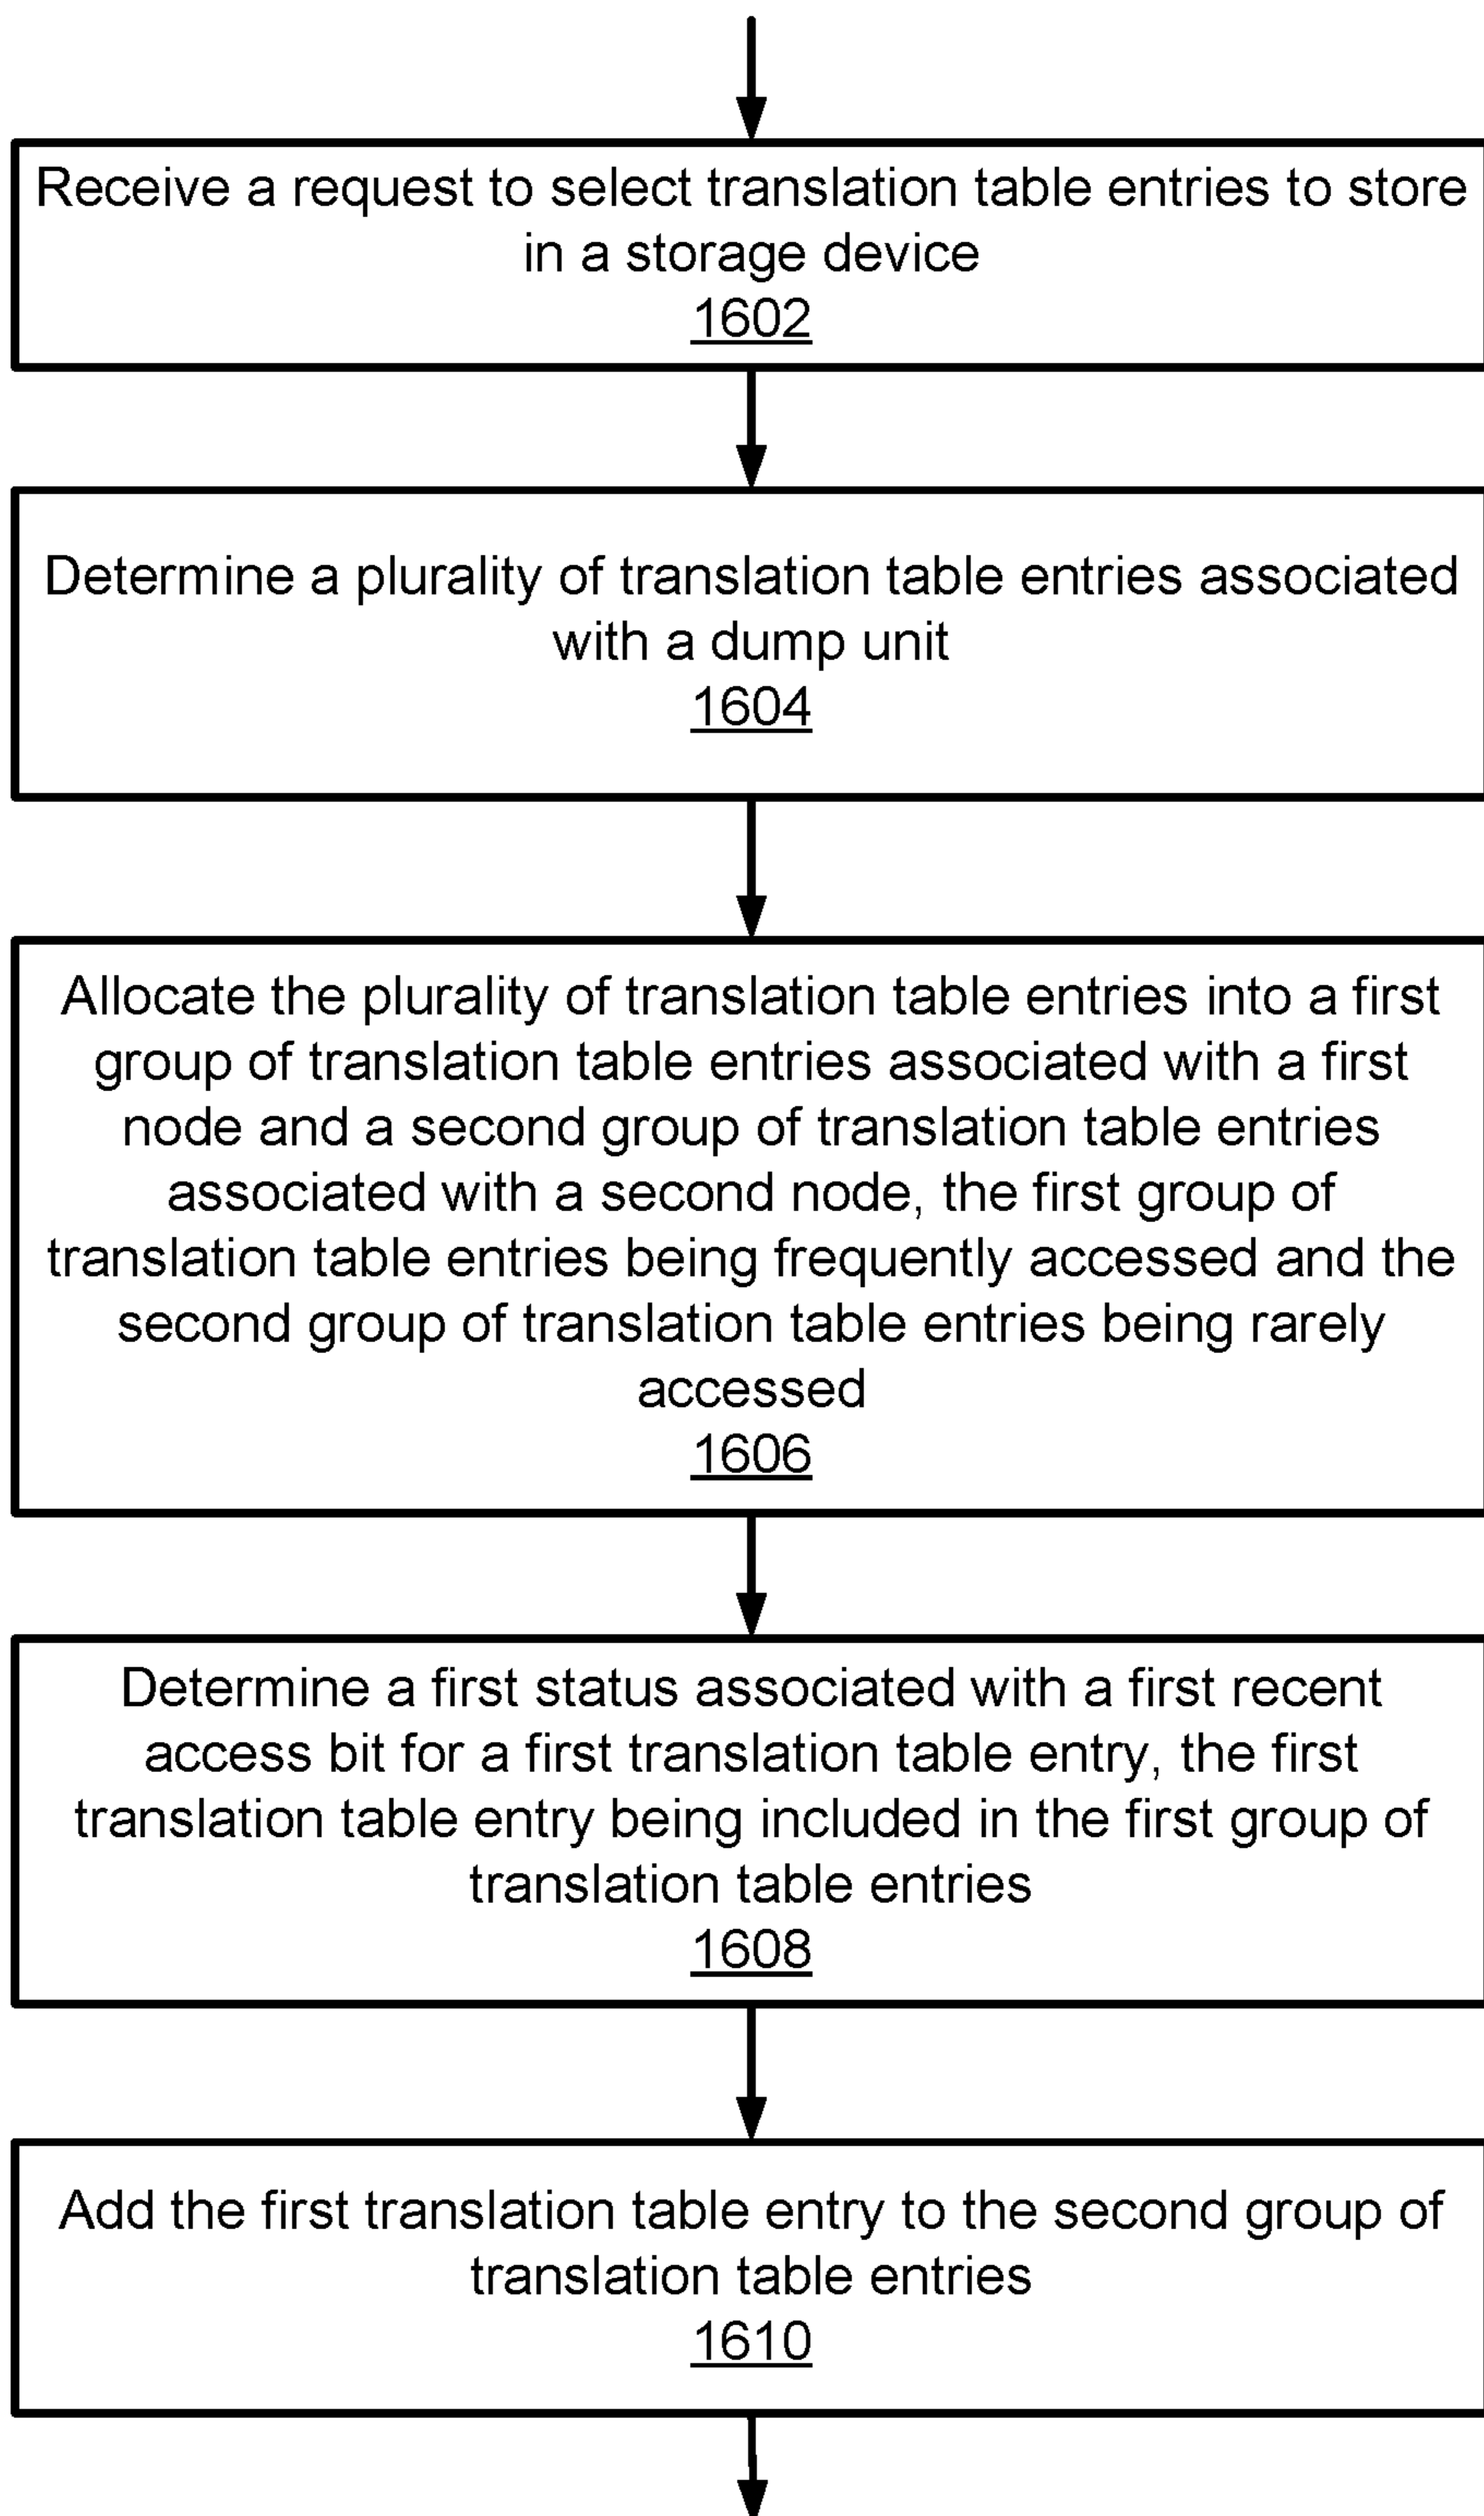 Receive a request to select translation table entries to store
in a storage device
1602
Determine a plurality of translation table entries associated
with a dump unit
1604
Allocate the plurality of translation table entries into a first
group of translation table entries associated with a first
node and a second group of translation table entries
associated with a second node, the first group of
translation table entries being frequently accessed and the
second group of translation table entries being rarely
accessed
1606
Determine a first status associated with a first recent
access bit for a first translation table entry, the first
translation table entry being included in the first group of
translation table entries
1608
Add the first translation table entry to the second group of
translation table entries
1610